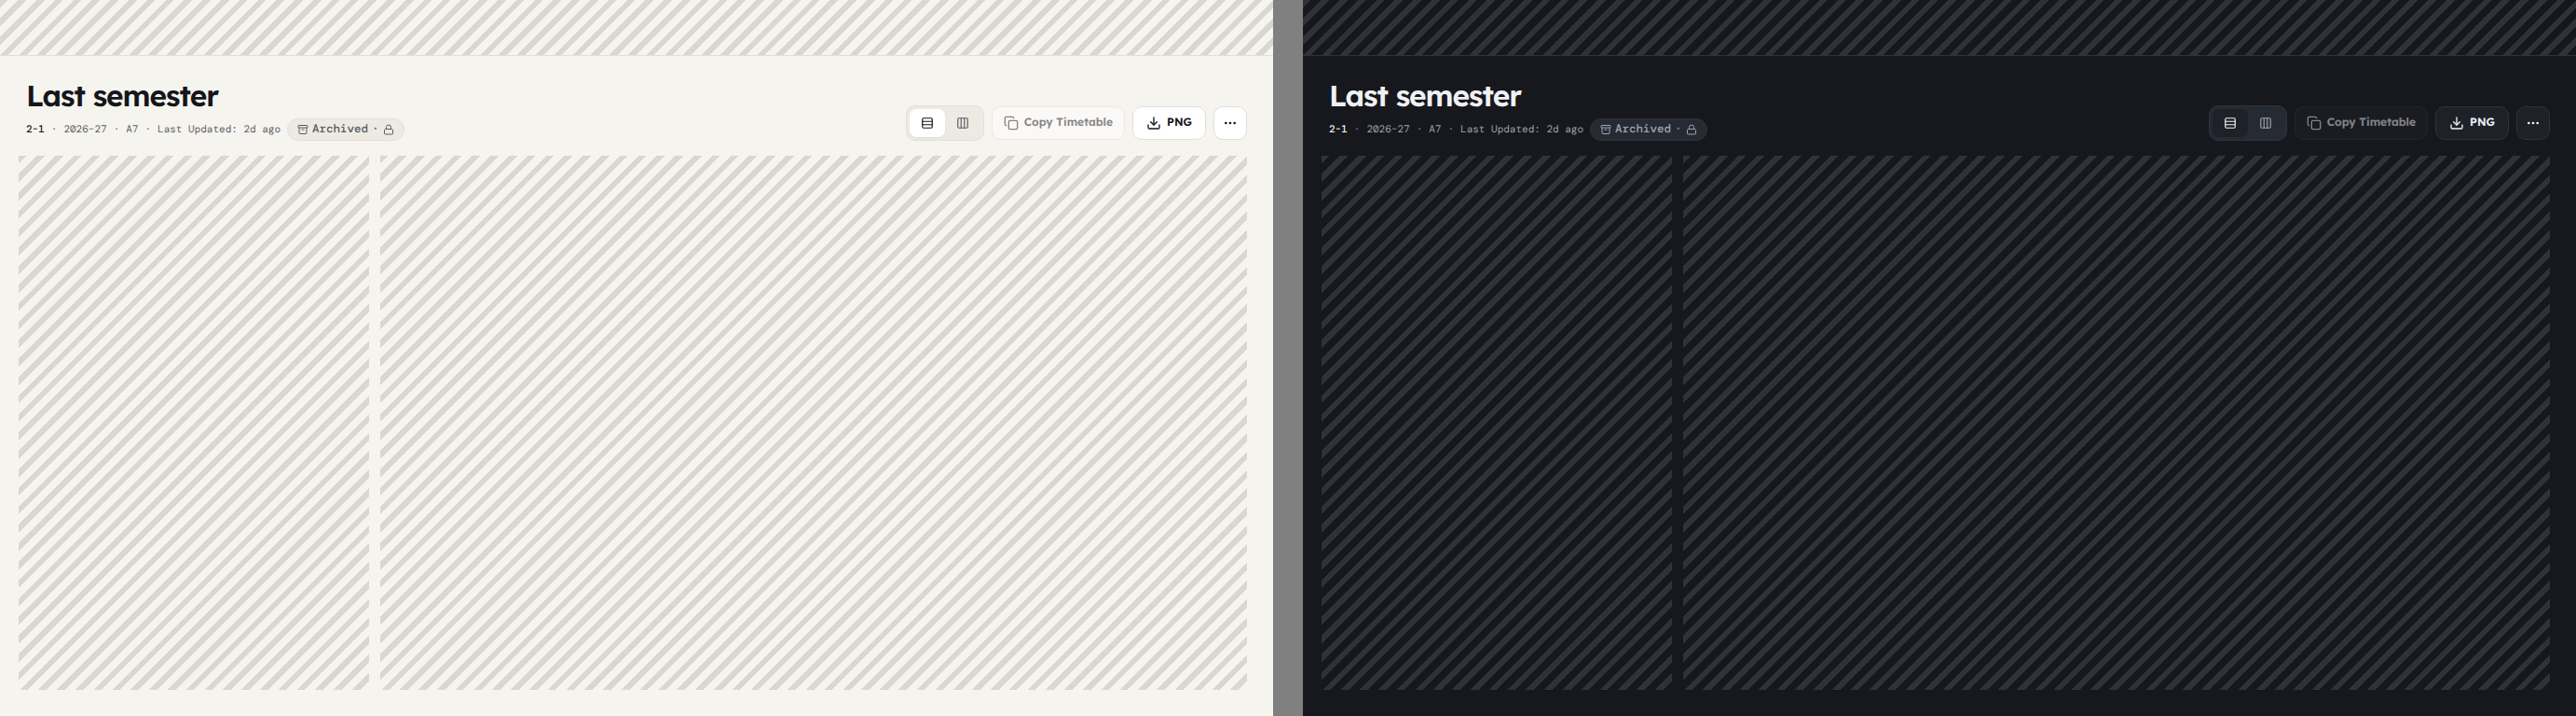 Last semester
2-1 · 2026-27 · A7 · Last Updated: 2d ago Archived ·
Copy Timetable PNG
Last semester
2-1 · 2026-27 · A7 · Last Updated: 2d ago Archived ·
Copy Timetable PNG